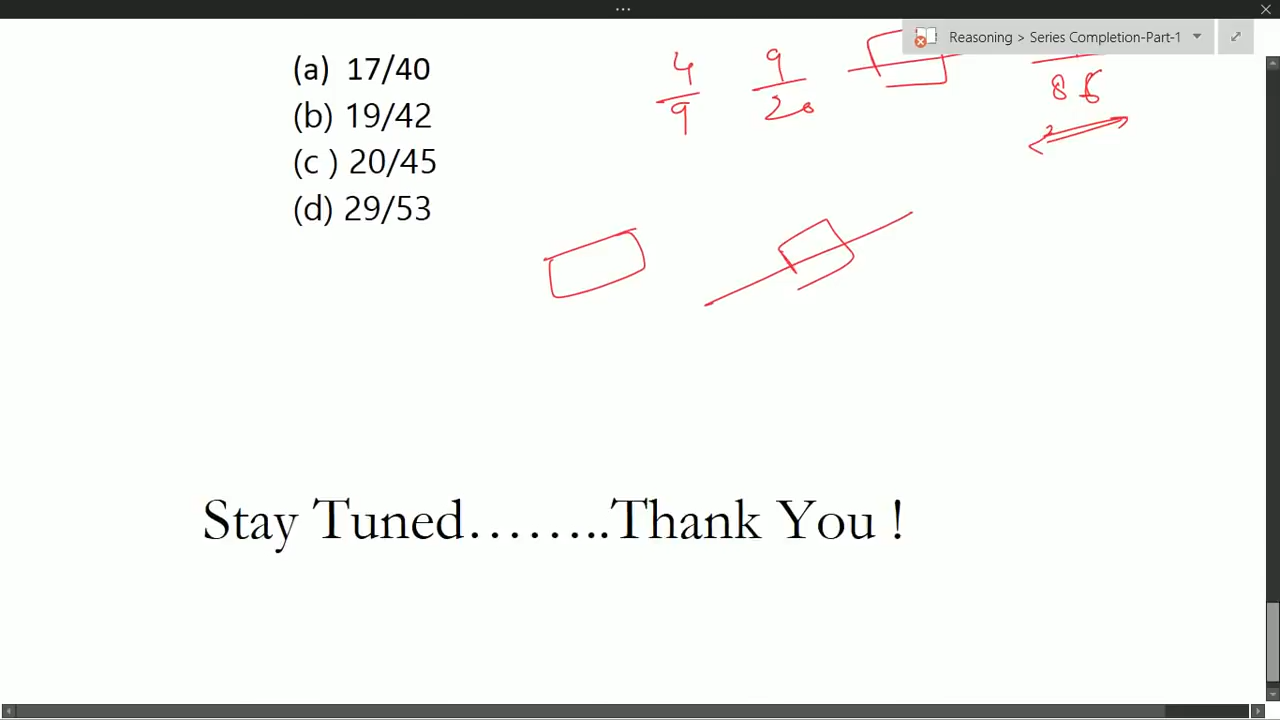 Reasoning > Series Completion-Part-1
(a) 17/40
(b) 19/42
(c ) 20/45
(d) 29/53
4 9
9 20
Stay Tuned……..Thank You !